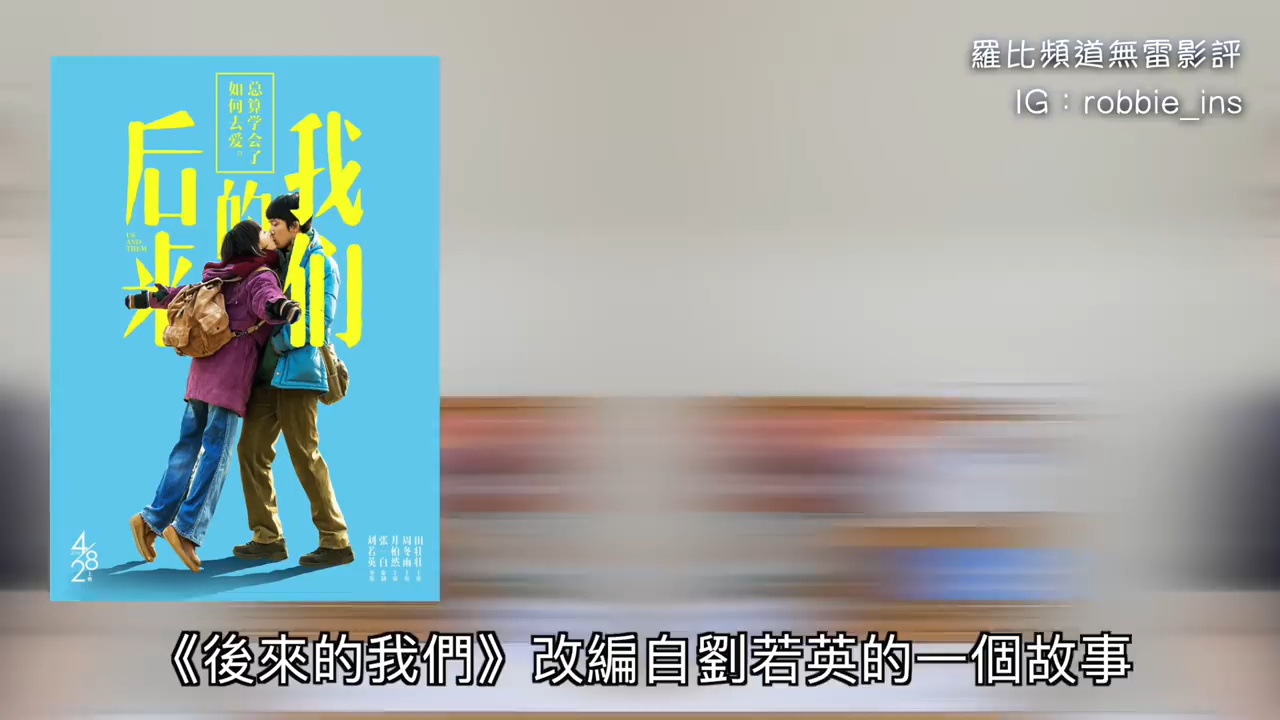 羅比頻道無雷影評
IG：robbie_ins
总算学会了
如何去爱。
我们
的
后来
US
AND
THEM
4/28
田壮壮
周冬雨
井柏然
張一白
刘若英
《後來的我們》改編自劉若英的一個故事